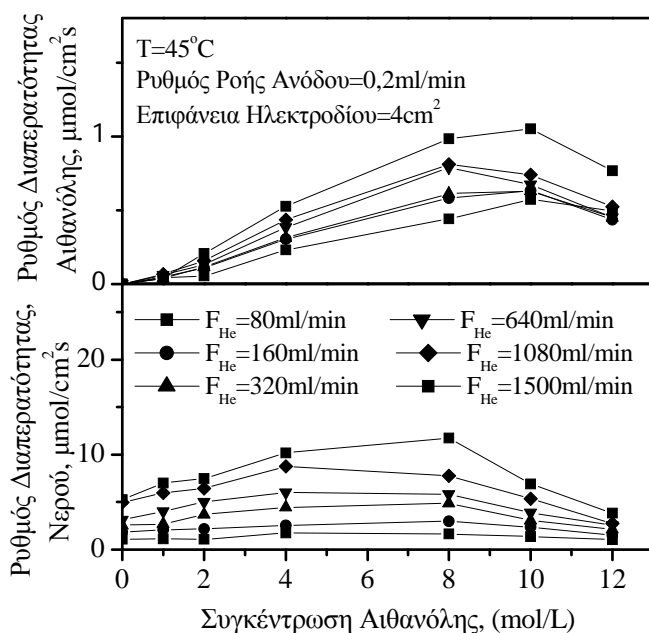 Ρυθμός Διαπερατότητας
Αιθανόλης, μmol/cm²s
1
0
T=45°C
Ρυθμός Ροής Ανόδου=0,2ml/min
Επιφάνεια Ηλεκτροδίου=4cm²
Ρυθμός Διαπερατότητας,
Νερού, μmol/cm²s
20
10
0
F_He=80ml/min
F_He=640ml/min
F_He=160ml/min
F_He=1080ml/min
F_He=320ml/min
F_He=1500ml/min
0 2 4 6 8 10 12
Συγκέντρωση Αιθανόλης, (mol/L)